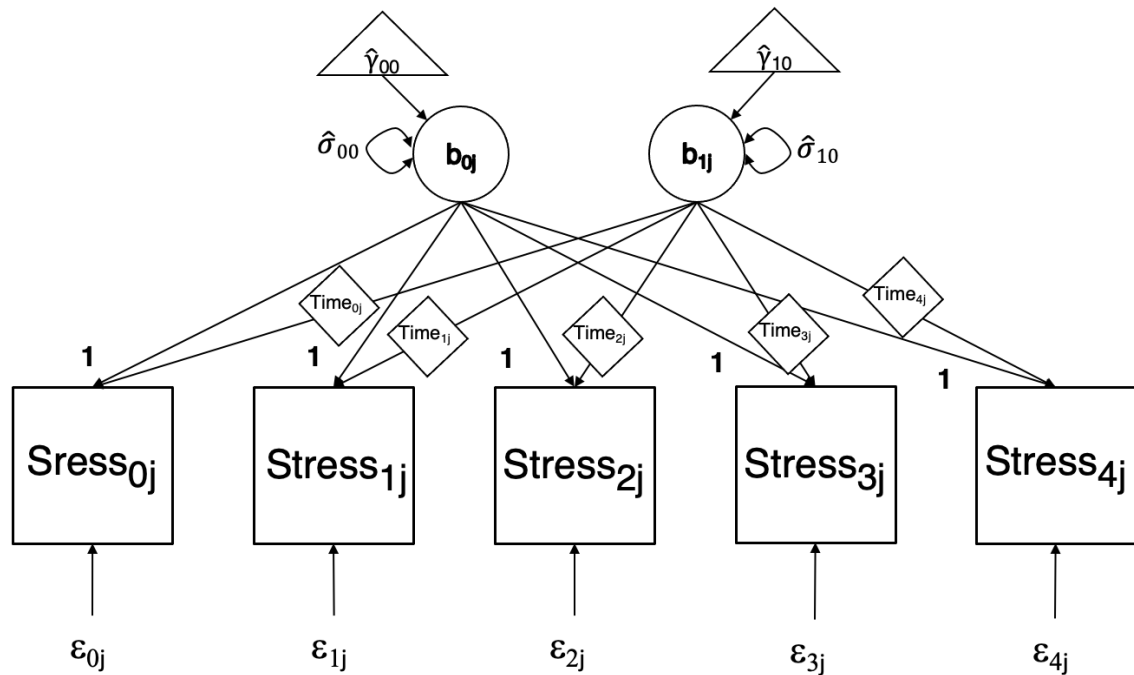 γ̂₀₀
γ̂₁₀
σ̂₀₀
b₀ⱼ
b₁ⱼ
σ̂₁₀
Time₀ⱼ
Time₁ⱼ
Time₂ⱼ
Time₃ⱼ
Time₄ⱼ
1
1
1
1
1
Sress₀ⱼ
Stress₁ⱼ
Stress₂ⱼ
Stress₃ⱼ
Stress₄ⱼ
ε₀ⱼ
ε₁ⱼ
ε₂ⱼ
ε₃ⱼ
ε₄ⱼ